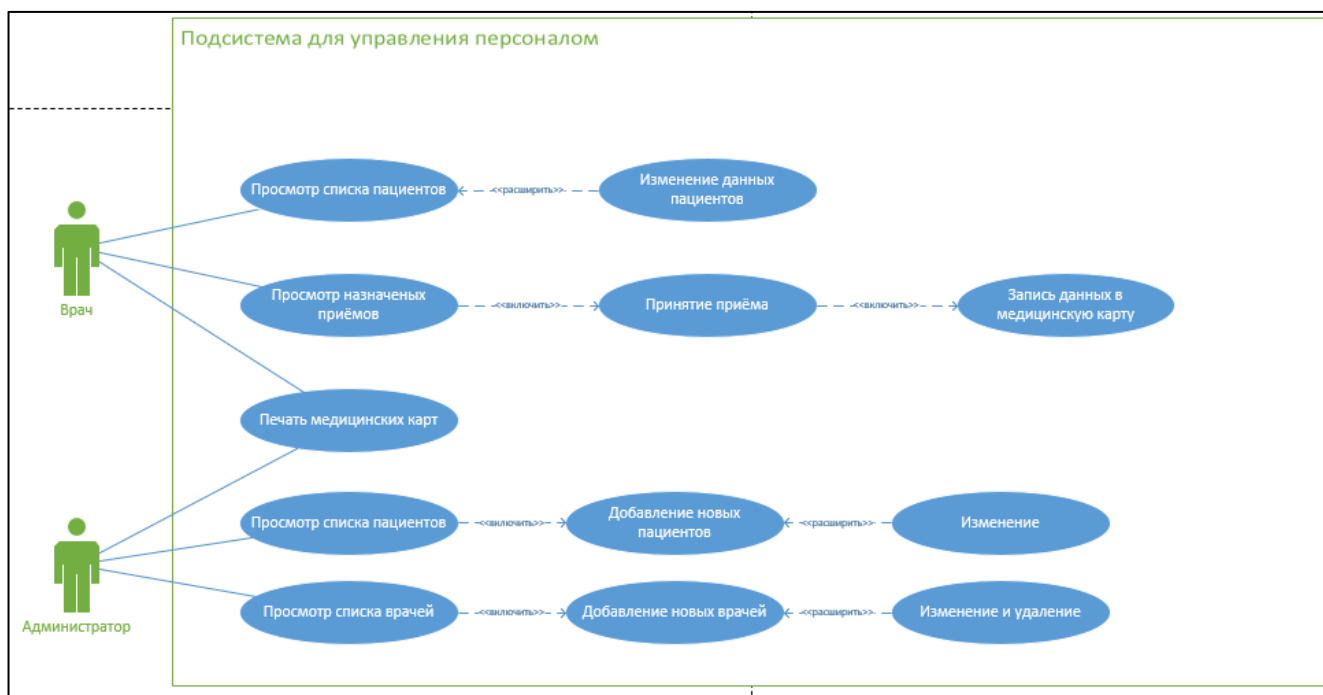 Подсистема для управления персоналом
Просмотр списка пациентов
<<расширить>>
Изменение данных
пациентов
Врач
Просмотр назначеных
приёмов
<<включить>>
Принятие приёма
<<включить>>
Запись данных в
медицинскую карту
Печать медицинских карт
Администратор
Просмотр списка пациентов
<<включить>>
Добавление новых
пациентов
<<расширить>>
Изменение
Просмотр списка врачей
<<включить>>
Добавление новых врачей
<<расширить>>
Изменение и удаление